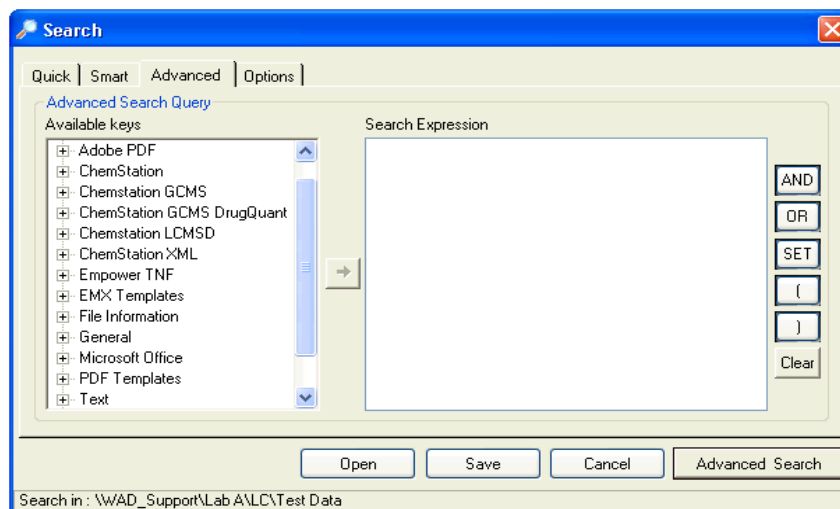 Search
Quick Smart Advanced Options
Advanced Search Query
Available keys
Search Expression
Adobe PDF
ChemStation
Chemstation GCMS
ChemStation GCMS DrugQuant
Chemstation LCMSD
ChemStation XML
Empower TNF
EMX Templates
File Information
General
Microsoft Office
PDF Templates
Text
AND
OR
SET
(
)
Clear
Open Save Cancel Advanced Search
Search in : \WAD_Support\Lab A\LC\Test Data